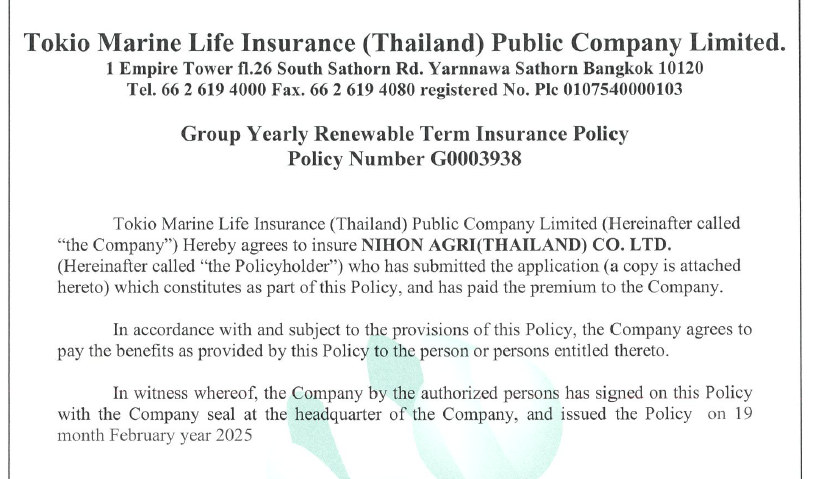 Tokio Marine Life Insurance (Thailand) Public Company Limited.
1 Empire Tower fl.26 South Sathorn Rd. Yarnnawa Sathorn Bangkok 10120
Tel. 66 2 619 4000 Fax. 66 2 619 4080 registered No. Plc 0107540000103
Group Yearly Renewable Term Insurance Policy
Policy Number G0003938
Tokio Marine Life Insurance (Thailand) Public Company Limited (Hereinafter called
“the Company”) Hereby agrees to insure NIHON AGRI(THAILAND) CO. LTD.
(Hereinafter called “the Policyholder”) who has submitted the application (a copy is attached
hereto) which constitutes as part of this Policy, and has paid the premium to the Company.
In accordance with and subject to the provisions of this Policy, the Company agrees to
pay the benefits as provided by this Policy to the person or persons entitled thereto.
In witness whereof, the Company by the authorized persons has signed on this Policy
with the Company seal at the headquarter of the Company, and issued the Policy on 19
month February year 2025